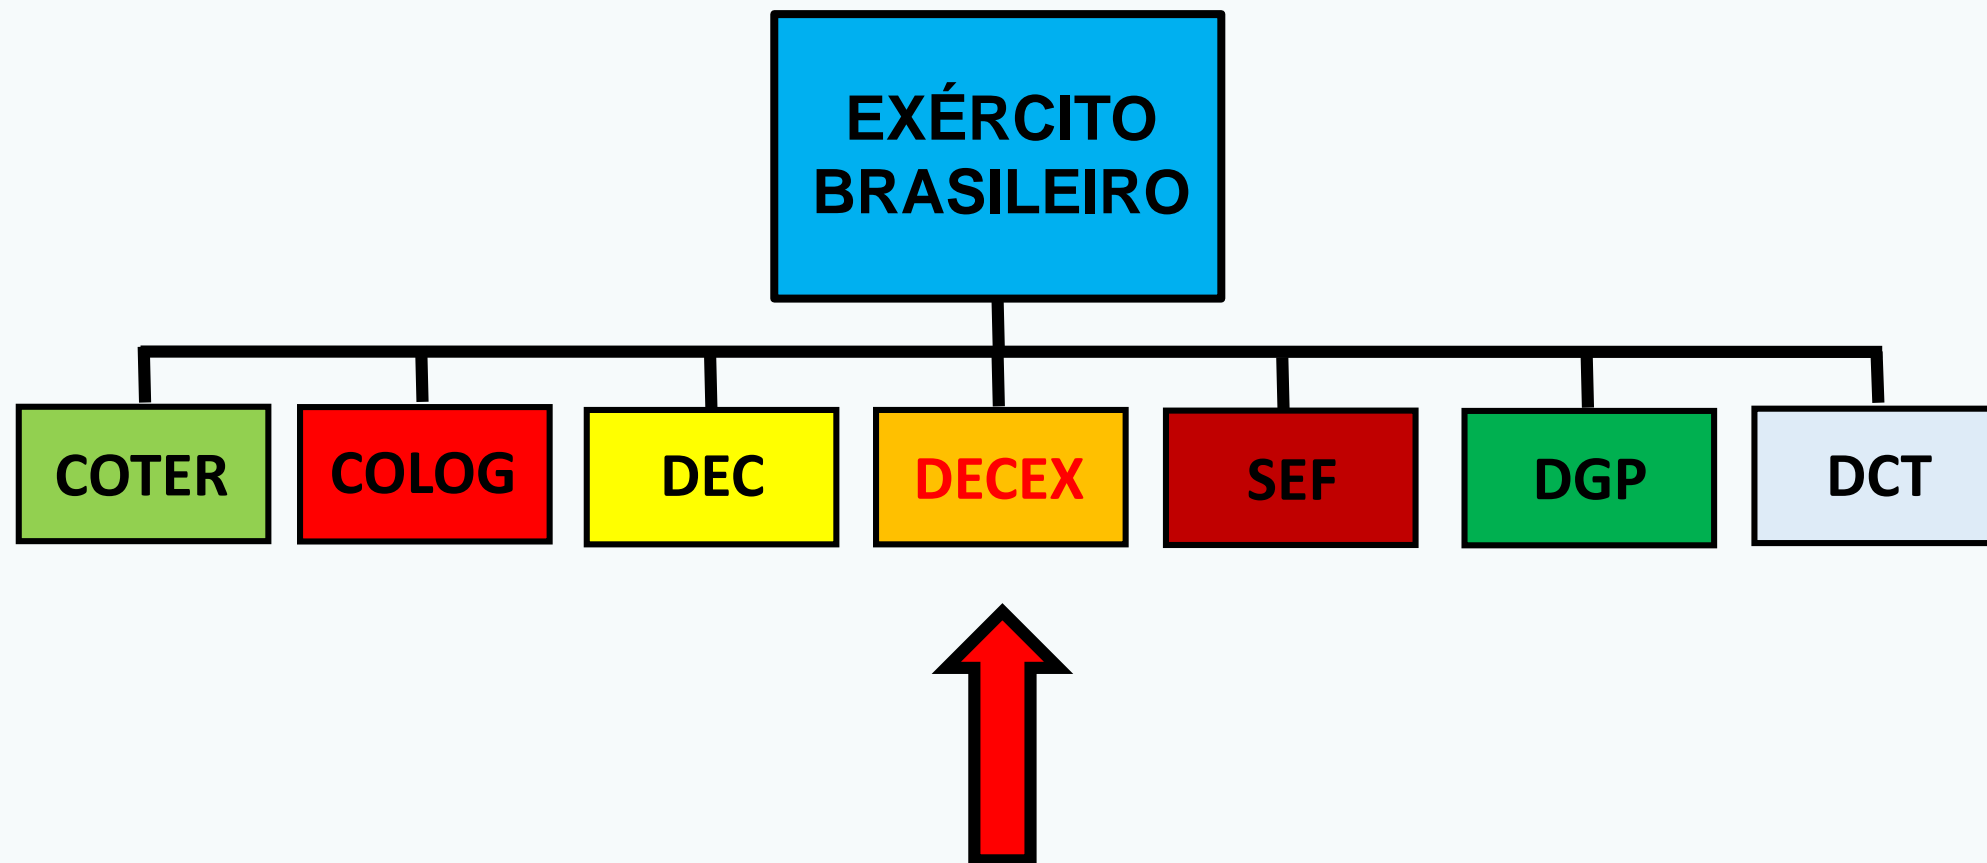 EXÉRCITO
BRASILEIRO
COTER
COLOG
DEC
DECEX
SEF
DGP
DCT